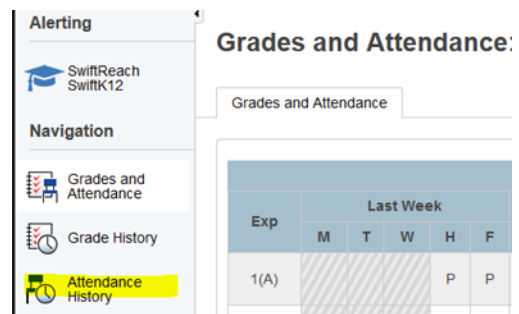 Alerting
SwiftReach
SwiftK12
Navigation
Grades and
Attendance
Grade History
Attendance
History
Grades and Attendance:
Grades and Attendance
Exp
Last Week
M T W H F
1(A)
P P